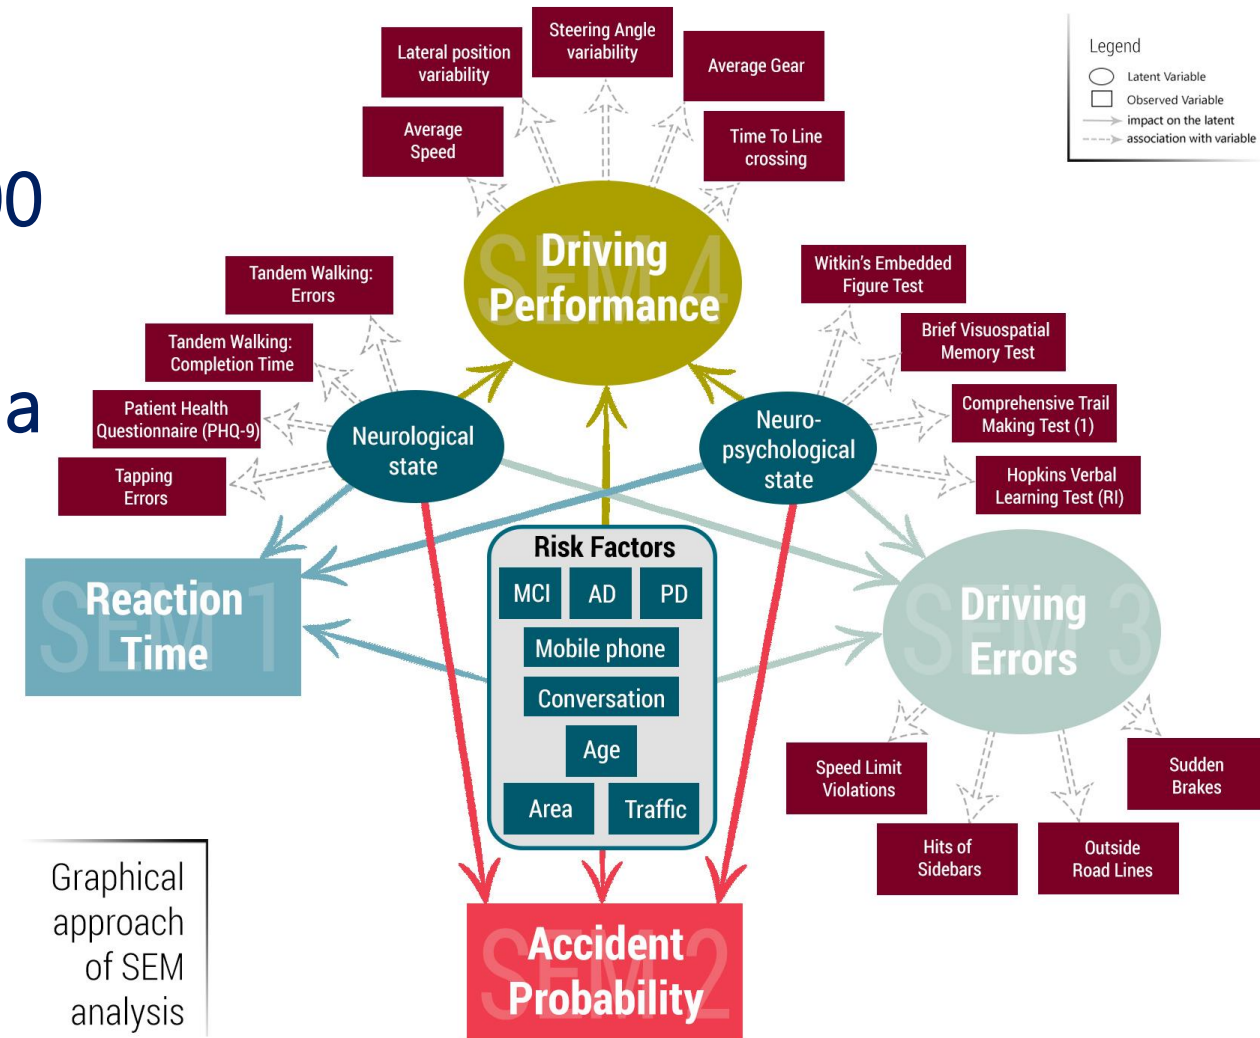 Steering Angle
variability
Lateral position
variability
Average Gear
Average
Speed
Time To Line
crossing
Legend
Latent Variable
Observed Variable
impact on the latent
association with variable
00
a
SEM 4
Driving
Performance
Tandem Walking:
Errors
Tandem Walking:
Completion Time
Patient Health
Questionnaire (PHQ-9)
Tapping
Errors
Witkin's Embedded
Figure Test
Brief Visuospatial
Memory Test
Comprehensive Trail
Making Test (1)
Hopkins Verbal
Learning Test (RI)
Neurological
state
Neuro-
psychological
state
SEM 1
Reaction
Time
Risk Factors
MCI
AD
PD
Mobile phone
Conversation
Age
Area
Traffic
SEM 3
Driving
Errors
Speed Limit
Violations
Hits of
Sidebars
Outside
Road Lines
Sudden
Brakes
SEM 2
Accident
Probability
Graphical
approach
of SEM
analysis